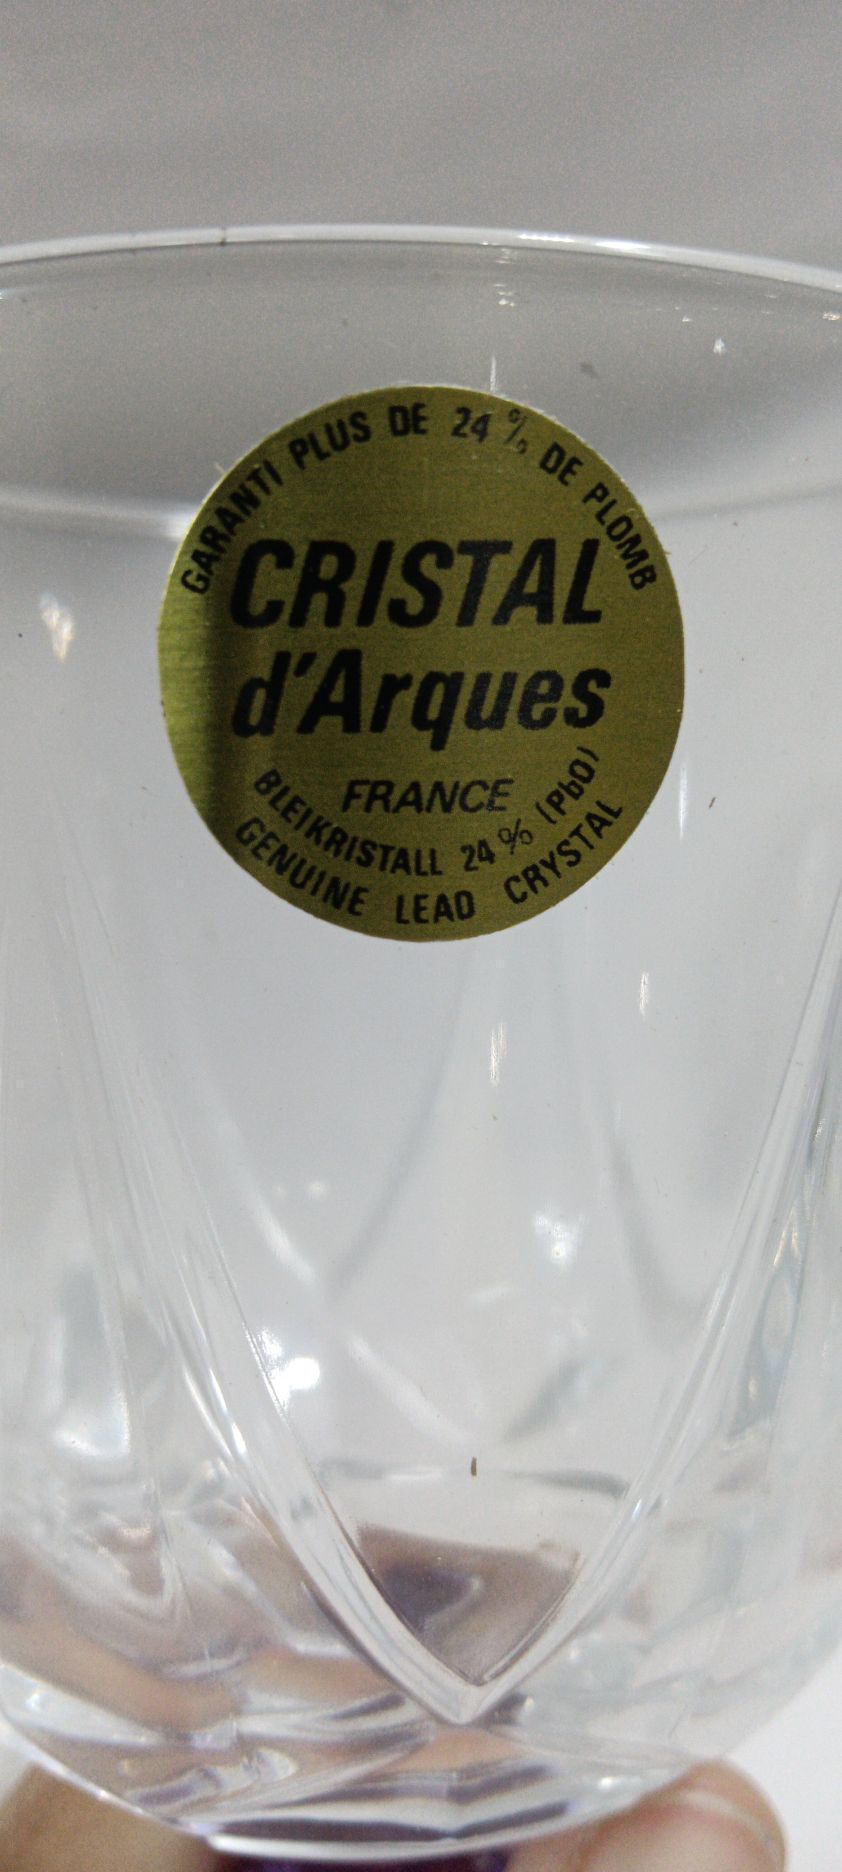 GARANTI PLUS DE 24% DE PLOMB
CRISTAL
d'Arques
FRANCE
BLEIKRISTALL 24% (PbO)
GENUINE LEAD CRYSTAL